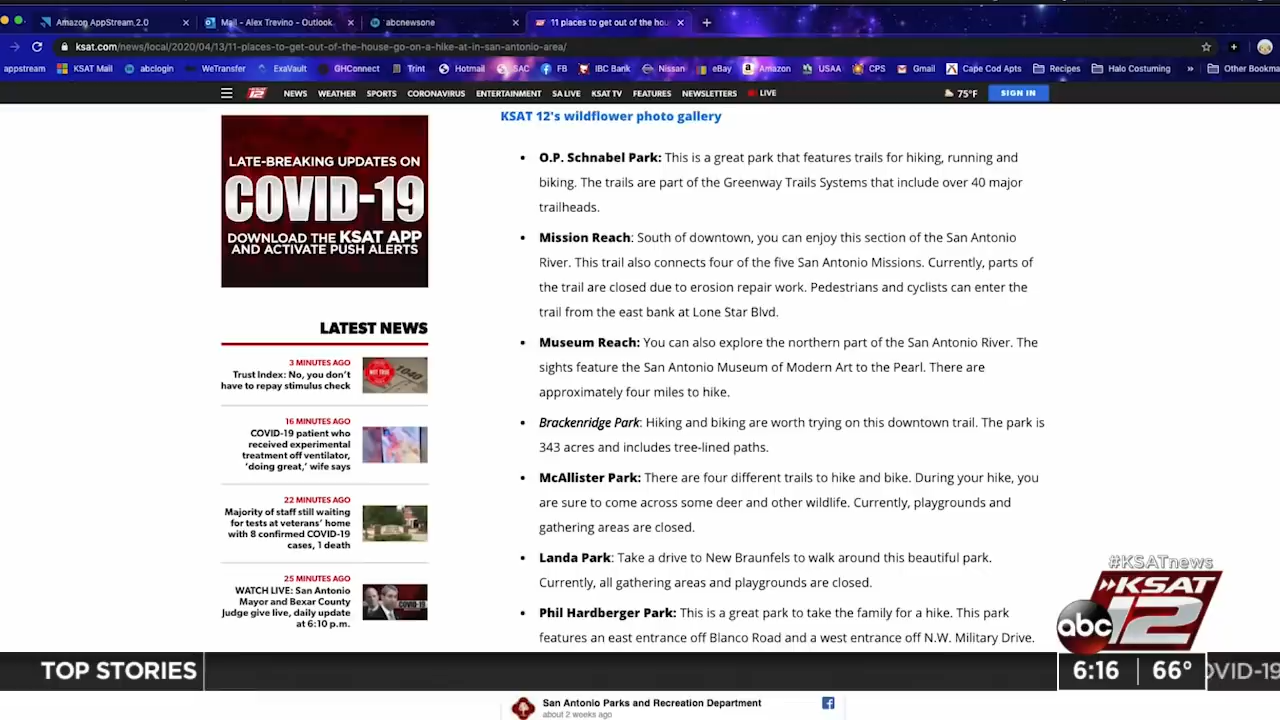 Amazon AppStream 2.0
Mail - Alex Trevino - Outlook
abcnewsone
11 places to get out of the hou
ksat.com/news/local/2020/04/13/11-places-to-get-out-of-the-house-go-on-a-hike-at-in-san-antonio-area/
appstream KSAT Mail abclogin WeTransfer ExaVault GHConnect Trint Hotmail SAC FB IBC Bank Nissan eBay Amazon USAA CPS Gmail Cape Cod Apts Recipes Halo Costuming » Other Bookma
12 NEWS WEATHER SPORTS CORONAVIRUS ENTERTAINMENT SA LIVE KSAT TV FEATURES NEWSLETTERS LIVE 75°F SIGN IN
KSAT 12's wildflower photo gallery
LATE-BREAKING UPDATES ON
COVID-19
DOWNLOAD THE KSAT APP
AND ACTIVATE PUSH ALERTS
LATEST NEWS
3 MINUTES AGO
Trust Index: No, you don't
have to repay stimulus check
16 MINUTES AGO
COVID-19 patient who
received experimental
treatment off ventilator,
'doing great,' wife says
22 MINUTES AGO
Majority of staff still waiting
for tests at veterans' home
with 8 confirmed COVID-19
cases, 1 death
25 MINUTES AGO
WATCH LIVE: San Antonio
Mayor and Bexar County
Judge give live, daily update
at 6:10 p.m.
• O.P. Schnabel Park: This is a great park that features trails for hiking, running and
biking. The trails are part of the Greenway Trails Systems that include over 40 major
trailheads.
• Mission Reach: South of downtown, you can enjoy this section of the San Antonio
River. This trail also connects four of the five San Antonio Missions. Currently, parts of
the trail are closed due to erosion repair work. Pedestrians and cyclists can enter the
trail from the east bank at Lone Star Blvd.
• Museum Reach: You can also explore the northern part of the San Antonio River. The
sights feature the San Antonio Museum of Modern Art to the Pearl. There are
approximately four miles to hike.
• Brackenridge Park: Hiking and biking are worth trying on this downtown trail. The park is
343 acres and includes tree-lined paths.
• McAllister Park: There are four different trails to hike and bike. During your hike, you
are sure to come across some deer and other wildlife. Currently, playgrounds and
gathering areas are closed.
• Landa Park: Take a drive to New Braunfels to walk around this beautiful park.
Currently, all gathering areas and playgrounds are closed.
• Phil Hardberger Park: This is a great park to take the family for a hike. This park
features an east entrance off Blanco Road and a west entrance off N.W. Military Drive.
#KSATnews
KSAT
abc 12
TOP STORIES
6:16 66° OVID-19
San Antonio Parks and Recreation Department
about 2 weeks ago